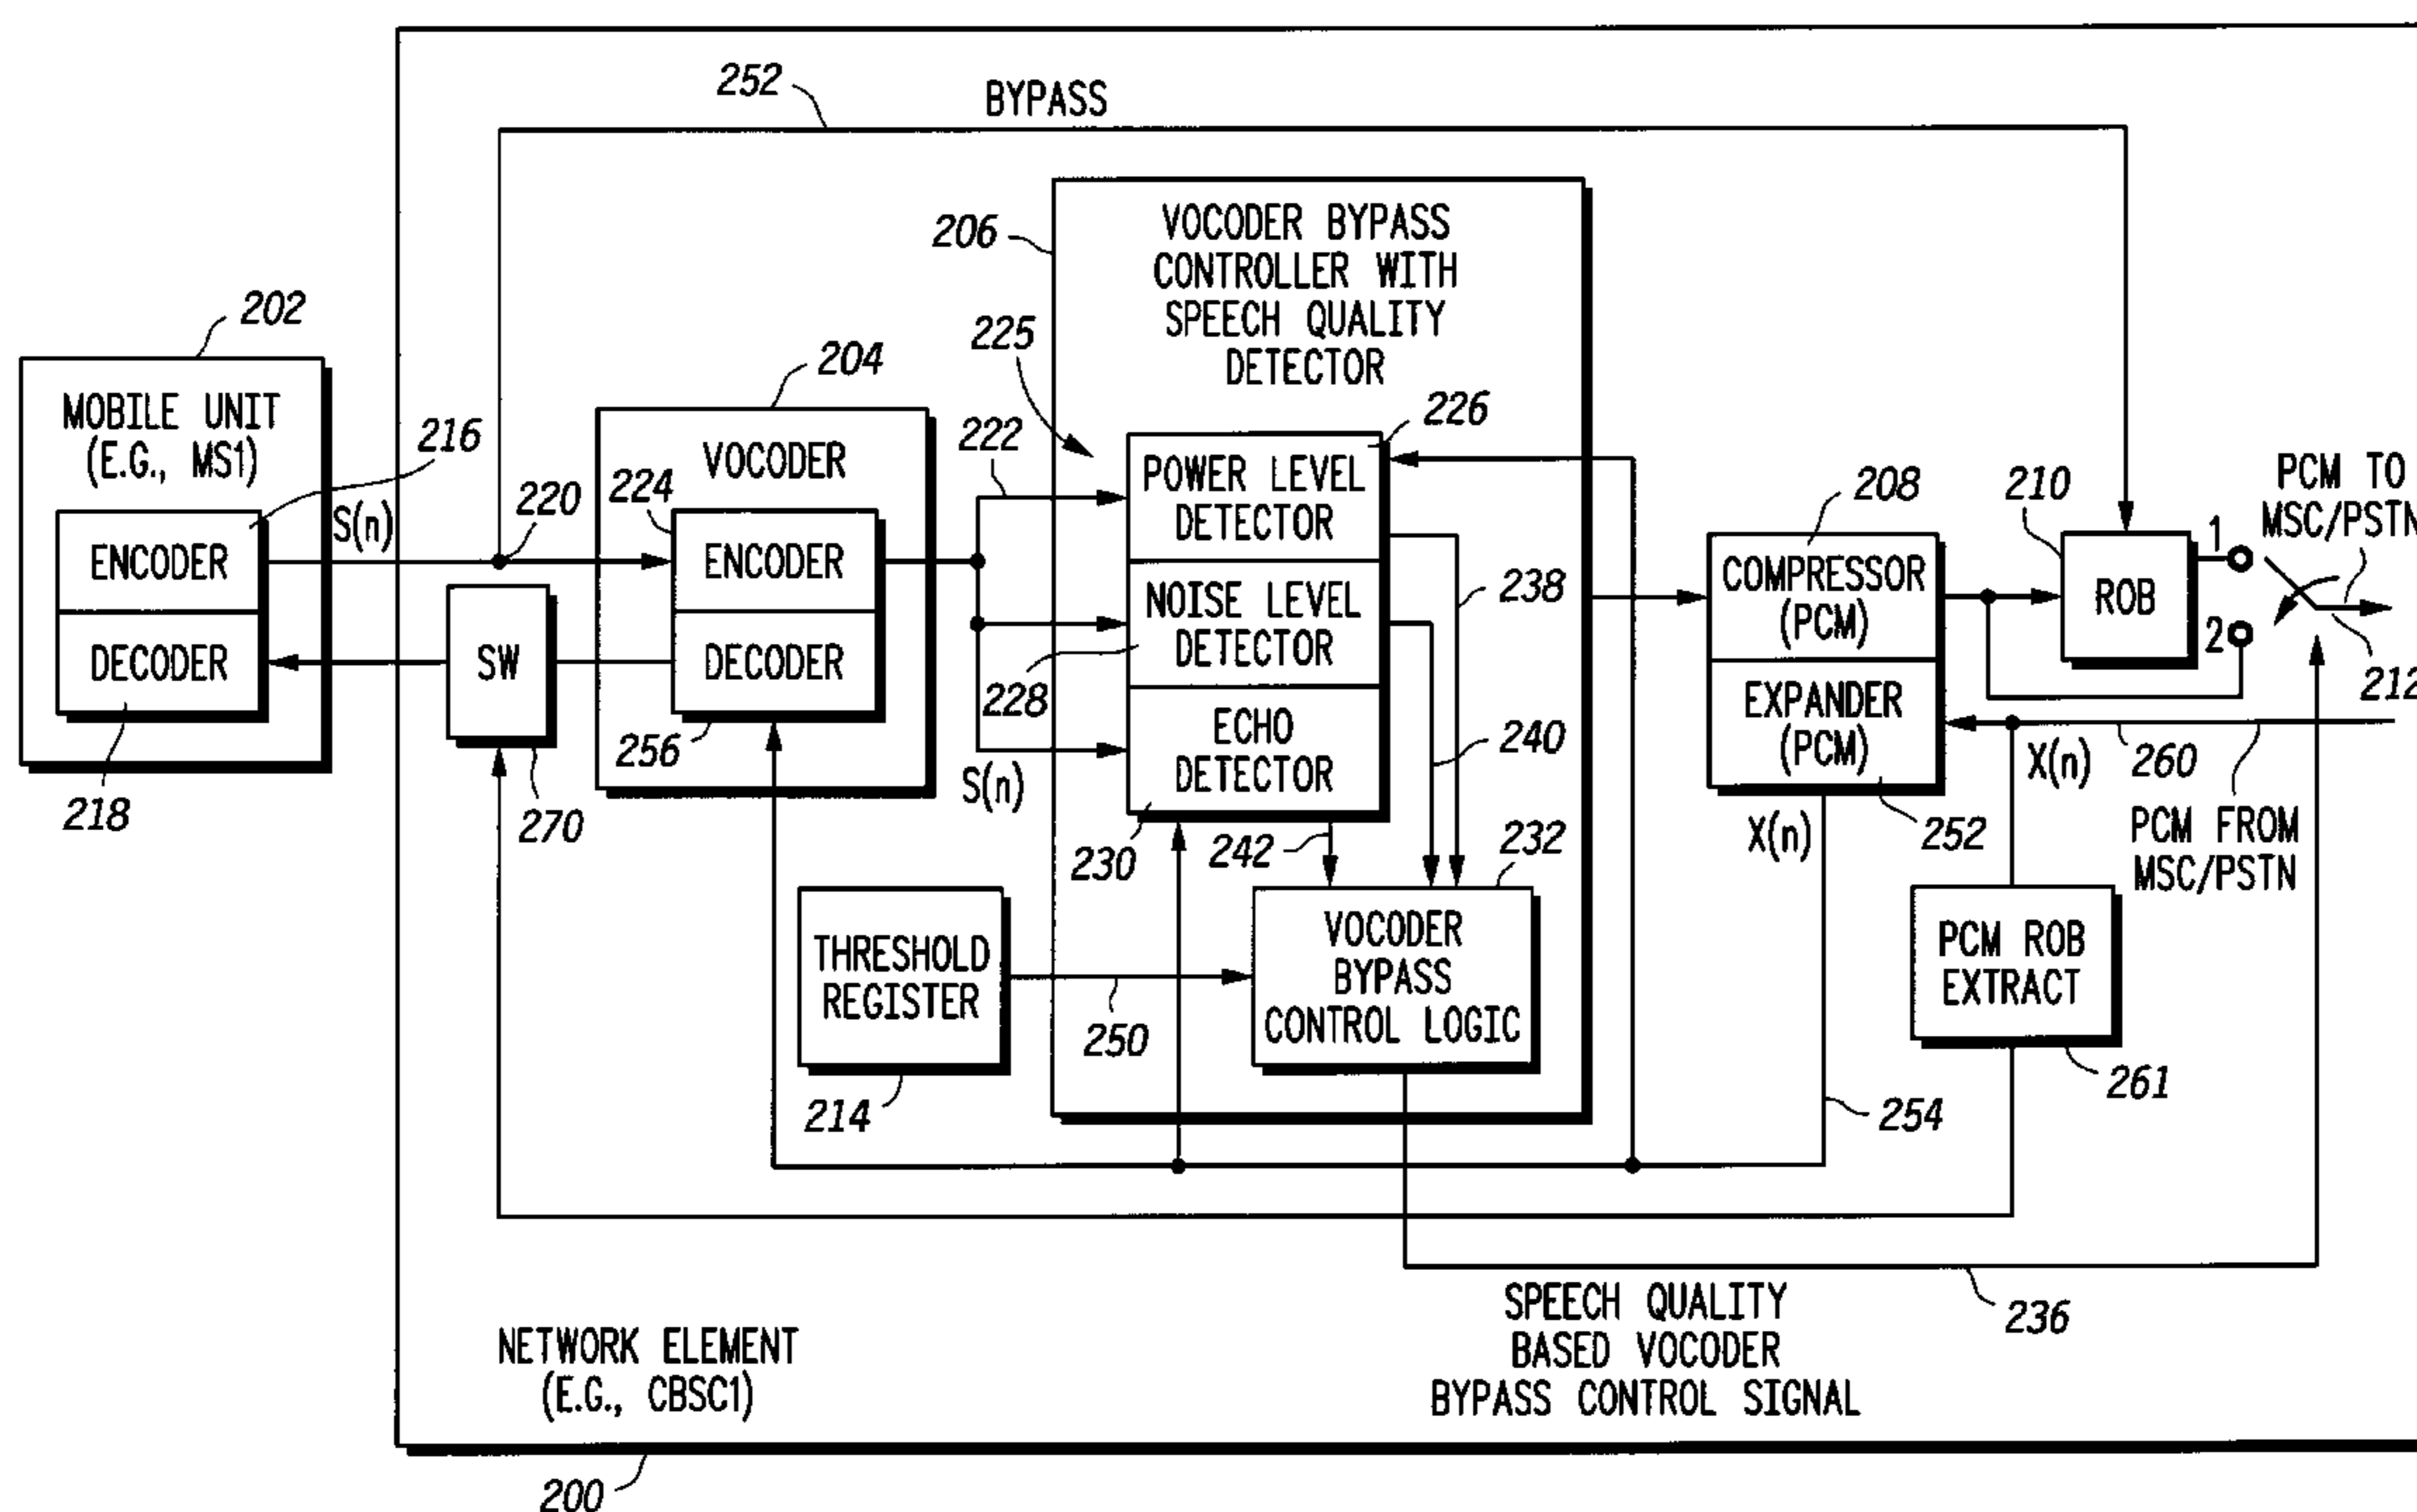 252
BYPASS
206
VOCODER BYPASS
CONTROLLER WITH
SPEECH QUALITY
DETECTOR
202
MOBILE UNIT
(E.G., MS1)
216
ENCODER
DECODER
218
S(n)
220
SW
270
204
VOCODER
224
ENCODER
DECODER
256
222
225
226
POWER LEVEL
DETECTOR
NOISE LEVEL
DETECTOR
228
ECHO
DETECTOR
S(n)
230
242
238
240
232
VOCODER
BYPASS
CONTROL LOGIC
THRESHOLD
REGISTER
214
250
208
COMPRESSOR
(PCM)
EXPANDER
(PCM)
252
X(n)
254
210
ROB
1
2
PCM TO
MSC/PSTN
212
X(n)
260
PCM FROM
MSC/PSTN
PCM ROB
EXTRACT
261
SPEECH QUALITY
BASED VOCODER
BYPASS CONTROL SIGNAL
236
NETWORK ELEMENT
(E.G., CBSC1)
200